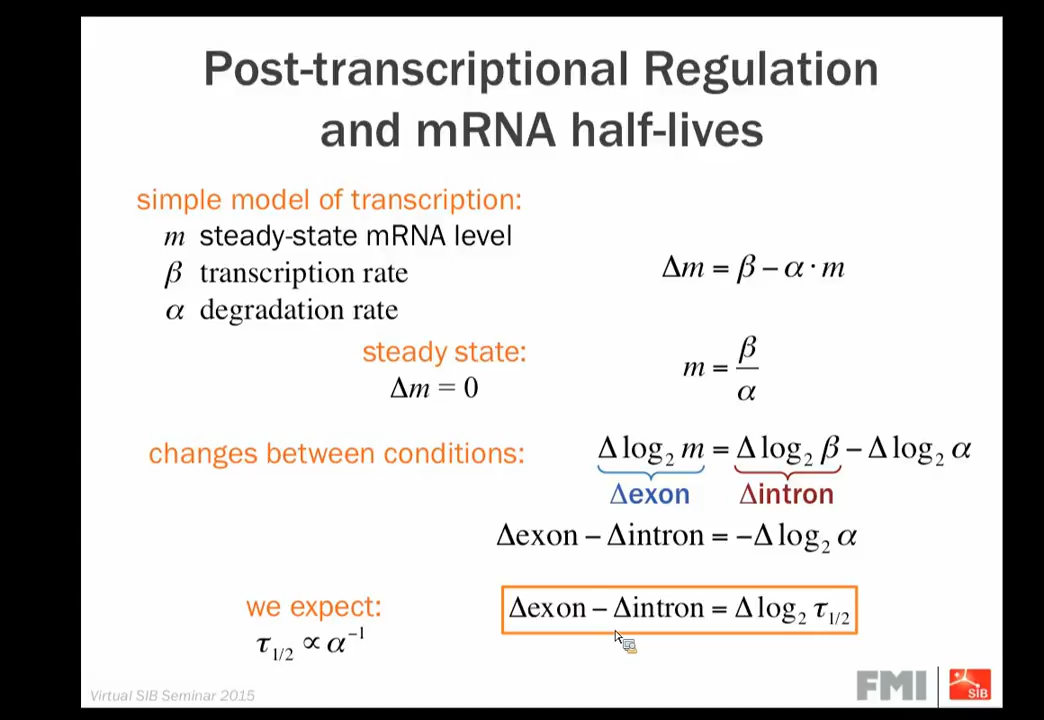 Post-transcriptional Regulation
and mRNA half-lives
simple model of transcription:
m steady-state mRNA level
β transcription rate
α degradation rate
Δm = β − α · m
steady state:
Δm = 0
m = β/α
changes between conditions:
Δ log₂ m = Δ log₂ β − Δ log₂ α
Δexon Δintron
Δexon − Δintron = −Δ log₂ α
we expect:
τ₁/₂ ∝ α⁻¹
Δexon − Δintron = Δ log₂ τ₁/₂
Virtual SIB Seminar 2015
FMI
SIB